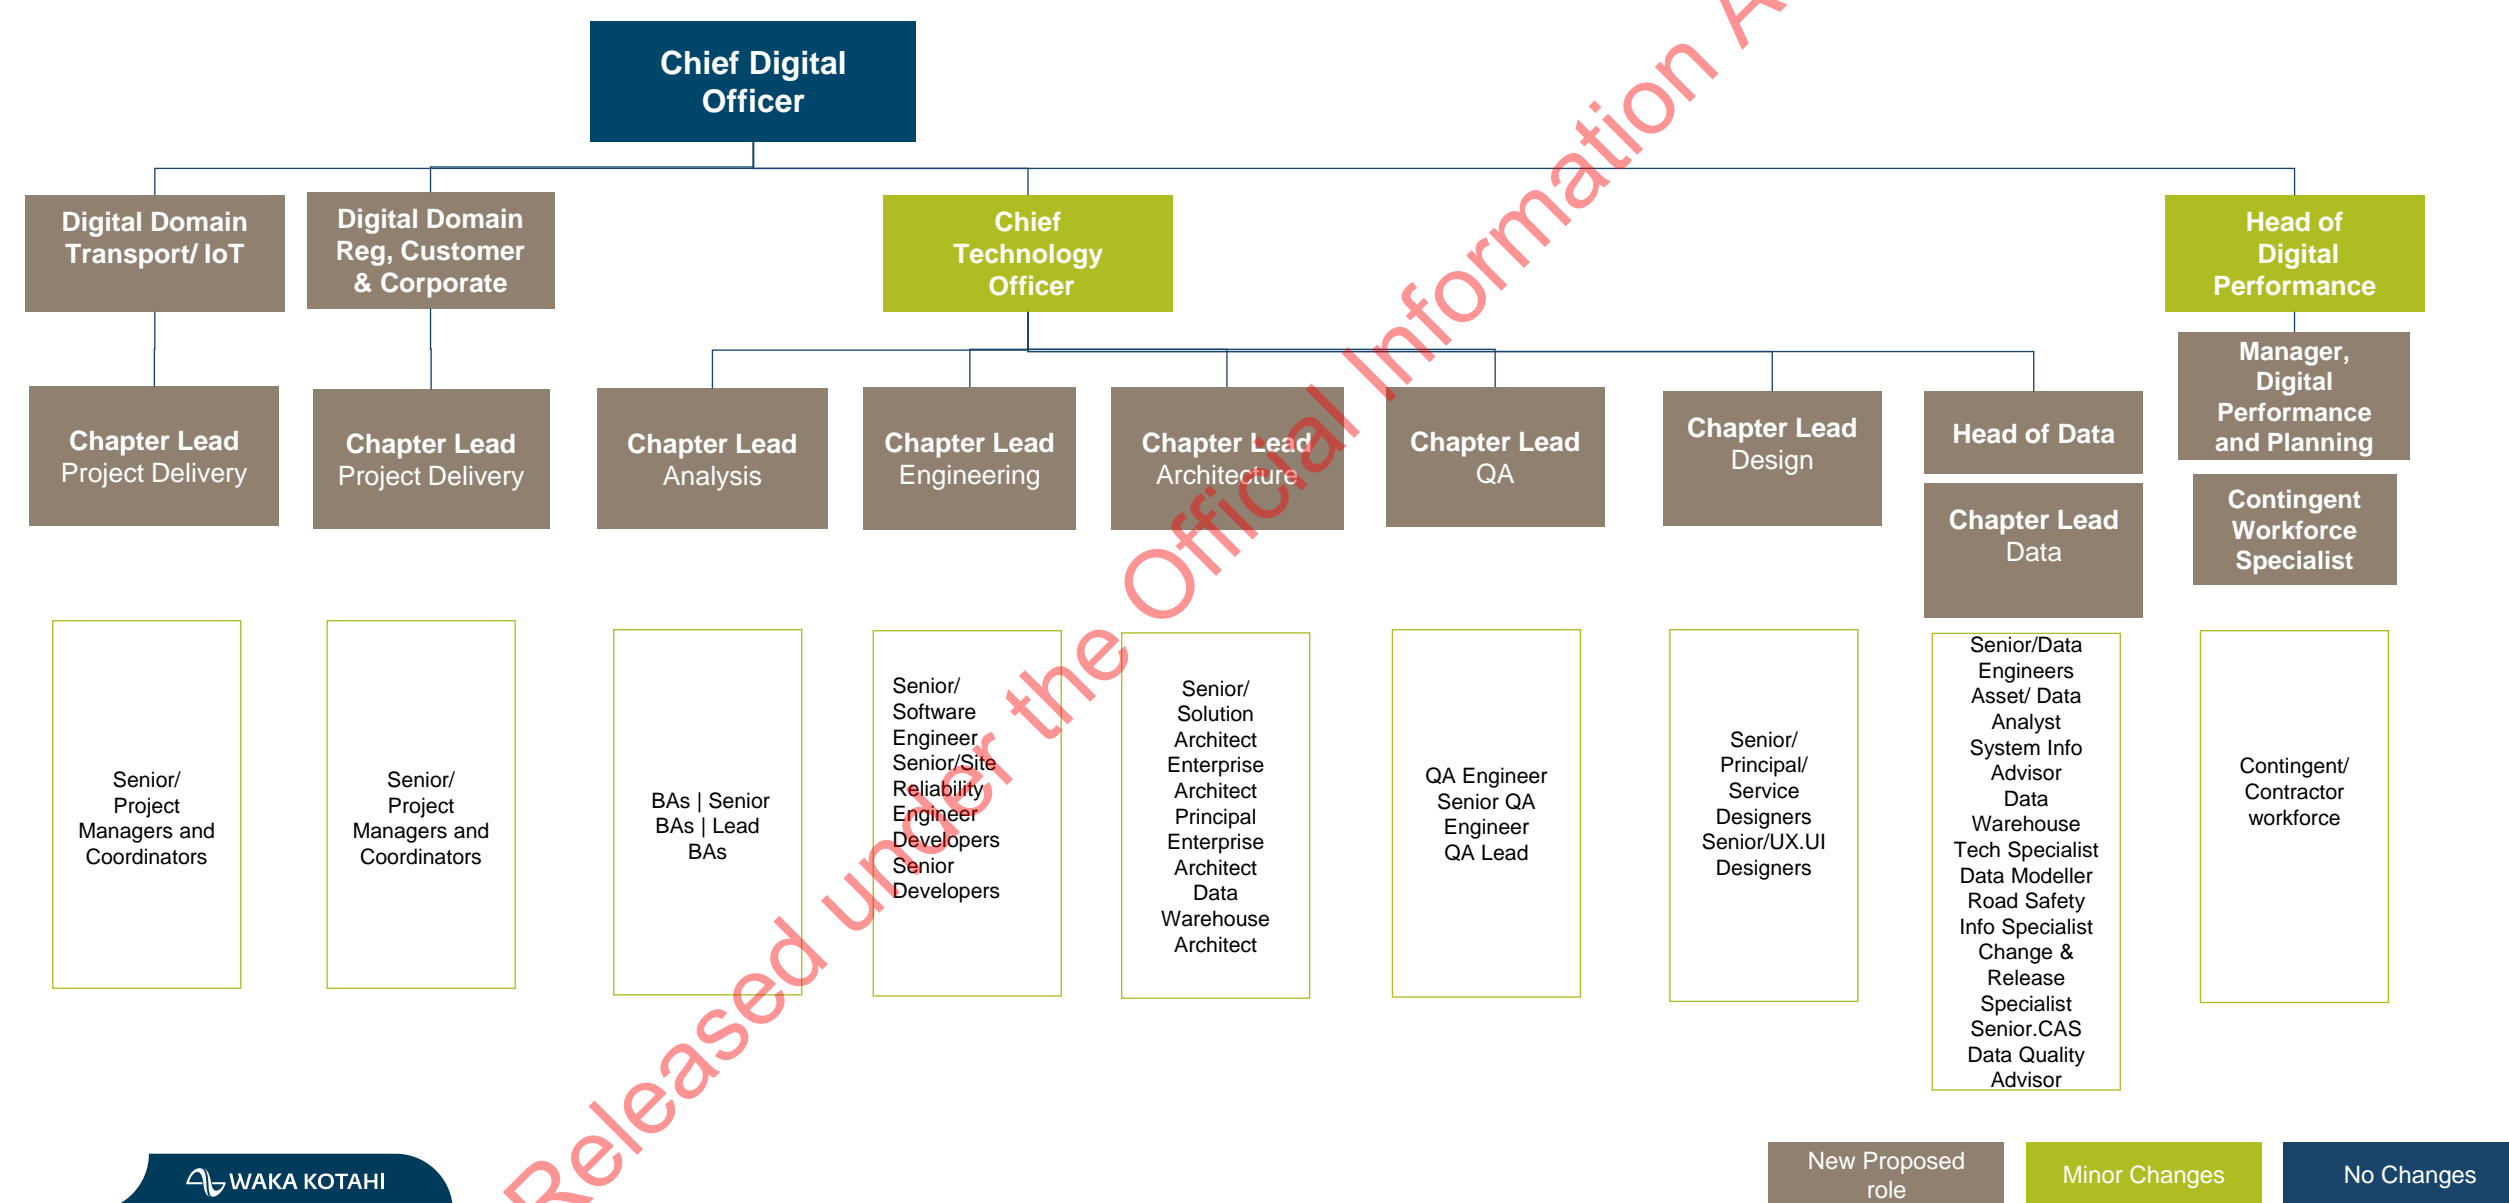 Chief Digital
Officer
Digital Domain
Transport/ IoT
Digital Domain
Reg, Customer
& Corporate
Chief
Technology
Officer
Head of
Digital
Performance
Manager,
Digital
Performance
and Planning
Contingent
Workforce
Specialist
Chapter Lead
Project Delivery
Chapter Lead
Project Delivery
Chapter Lead
Analysis
Chapter Lead
Engineering
Chapter Lead
Architecture
Chapter Lead
QA
Chapter Lead
Design
Head of Data
Chapter Lead
Data
Senior/
Project
Managers and
Coordinators
Senior/
Project
Managers and
Coordinators
BAs | Senior
BAs | Lead
BAs
Senior/
Software
Engineer
Senior/Site
Reliability
Engineer
Developers
Senior
Developers
Senior/
Solution
Architect
Enterprise
Architect
Principal
Enterprise
Architect
Data
Warehouse
Architect
QA Engineer
Senior QA
Engineer
QA Lead
Senior/
Principal/
Service
Designers
Senior/UX.UI
Designers
Senior/Data
Engineers
Asset/ Data
Analyst
System Info
Advisor
Data
Warehouse
Tech Specialist
Data Modeller
Road Safety
Info Specialist
Change &
Release
Specialist
Senior.CAS
Data Quality
Advisor
Contingent/
Contractor
workforce
Released under the Official Information A
WAKA KOTAHI
New Proposed
role
Minor Changes
No Changes